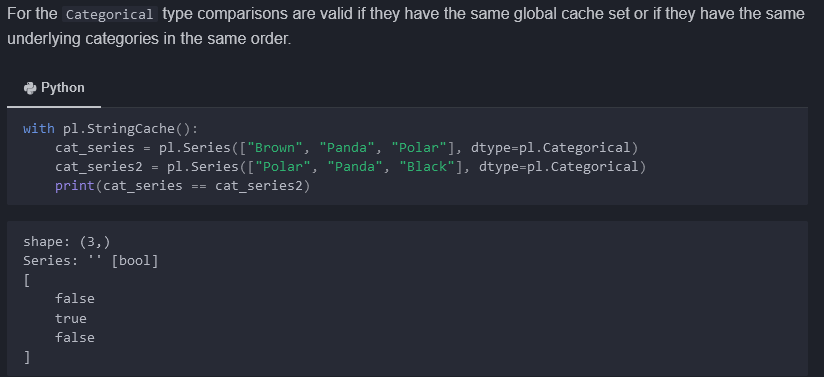 For the Categorical type comparisons are valid if they have the same global cache set or if they have the same
underlying categories in the same order.
Python
with pl.StringCache():
    cat_series = pl.Series(["Brown", "Panda", "Polar"], dtype=pl.Categorical)
    cat_series2 = pl.Series(["Polar", "Panda", "Black"], dtype=pl.Categorical)
    print(cat_series == cat_series2)
shape: (3,)
Series: '' [bool]
[
    false
    true
    false
]